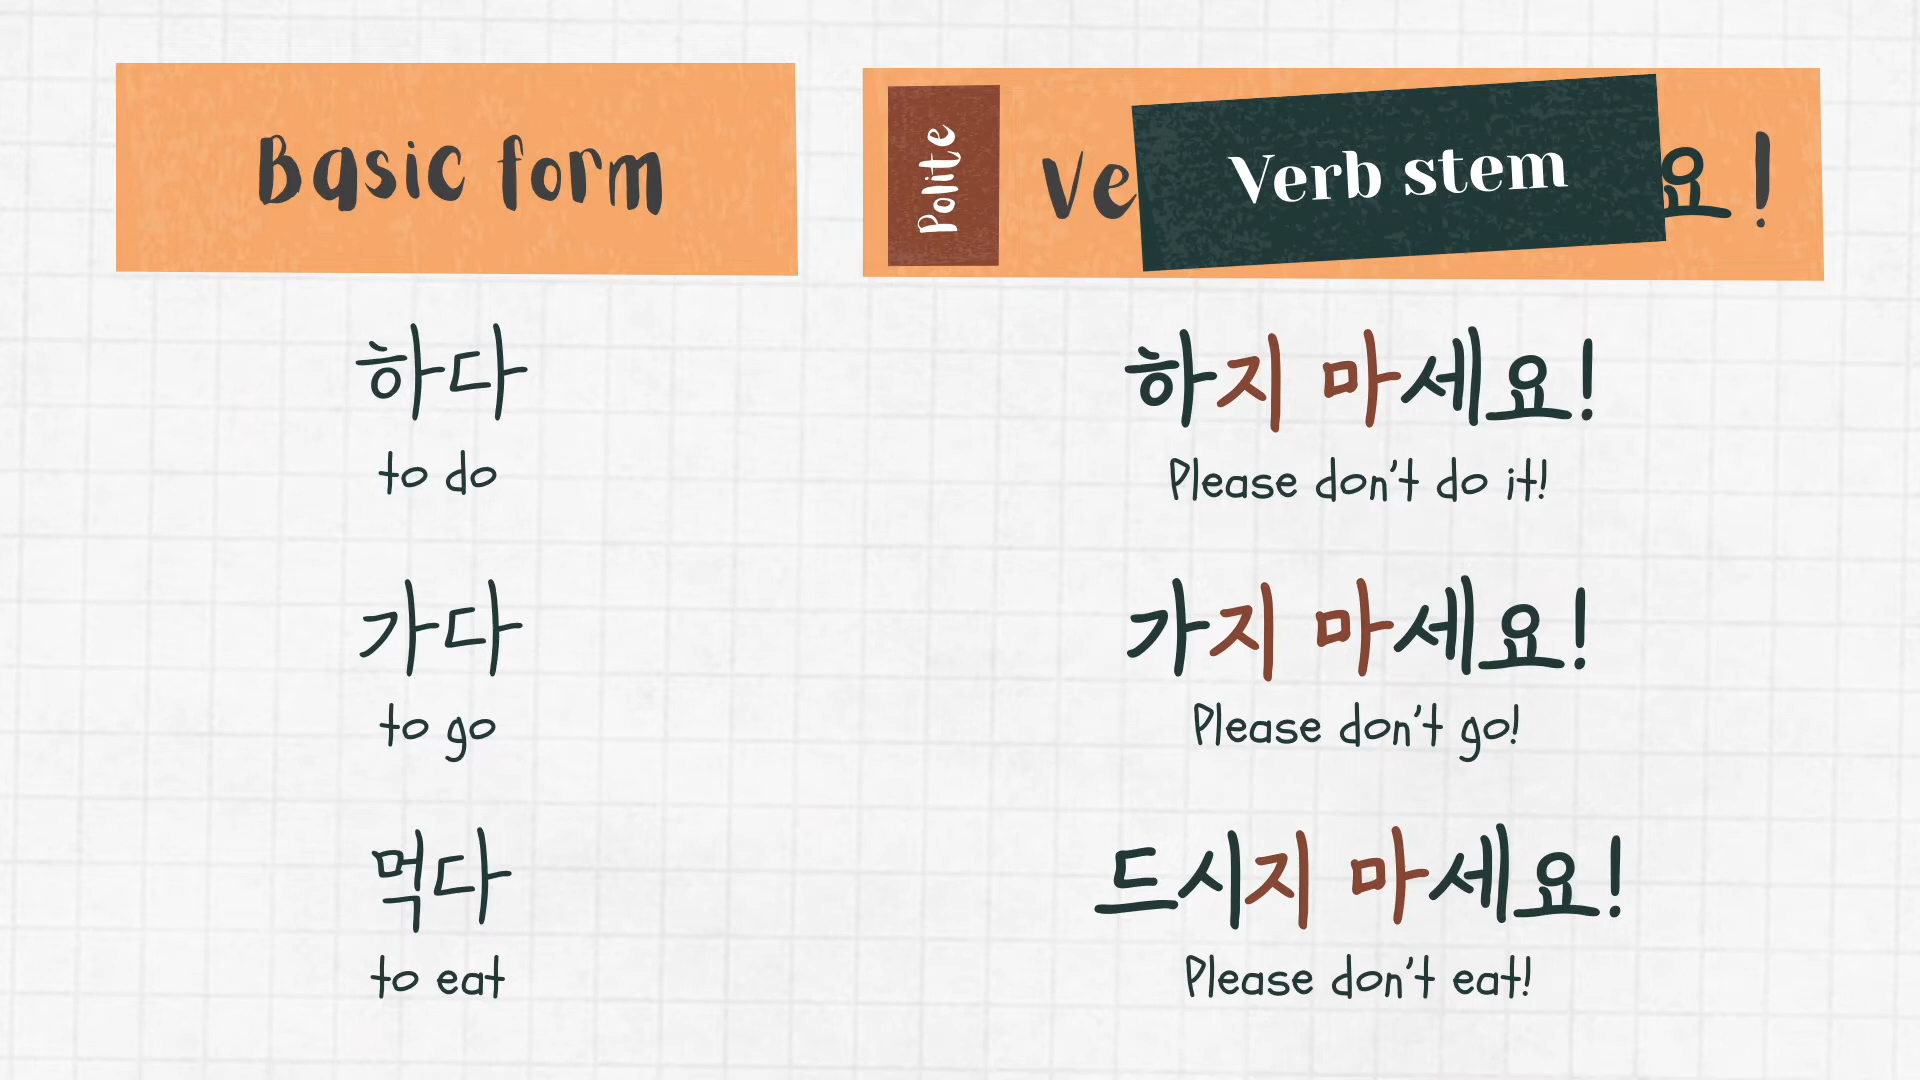 Basic form
Polite
Verb stem
요!
하다
하지 마세요!
to do
Please don't do it!
가다
가지 마세요!
to go
Please don't go!
먹다
드시지 마세요!
to eat
Please don't eat!